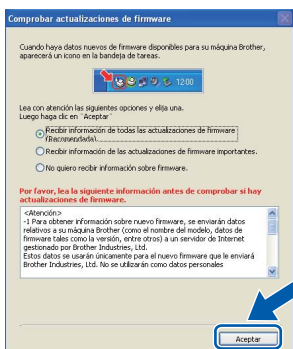 Comprobar actualizaciones de firmware
Cuando haya datos nuevos de firmware disponibles para su máquina Brother,
aparecerá un icono en la bandeja de tareas.
12:00
Lea con atención las siguientes opciones y elija una.
Luego haga clic en "Aceptar"
Recibir información de todas las actualizaciones de firmware
(Recomendada).
Recibir información de las actualizaciones de firmware importantes.
No quiero recibir información sobre firmware.
Por favor, lea la siguiente información antes de comprobar si hay
actualizaciones de firmware.
<Atención>
-1 Para obtener información sobre nuevo firmware, se enviarán datos
relativos a su máquina Brother (como el nombre del modelo, datos de
firmware tales como la versión, entre otros) a un servidor de Internet
gestionado por Brother Industries, Ltd.
Estos datos se usarán únicamente para el nuevo firmware que le enviará
Brother Industries, Ltd. No se utilizarán como datos personales
Aceptar